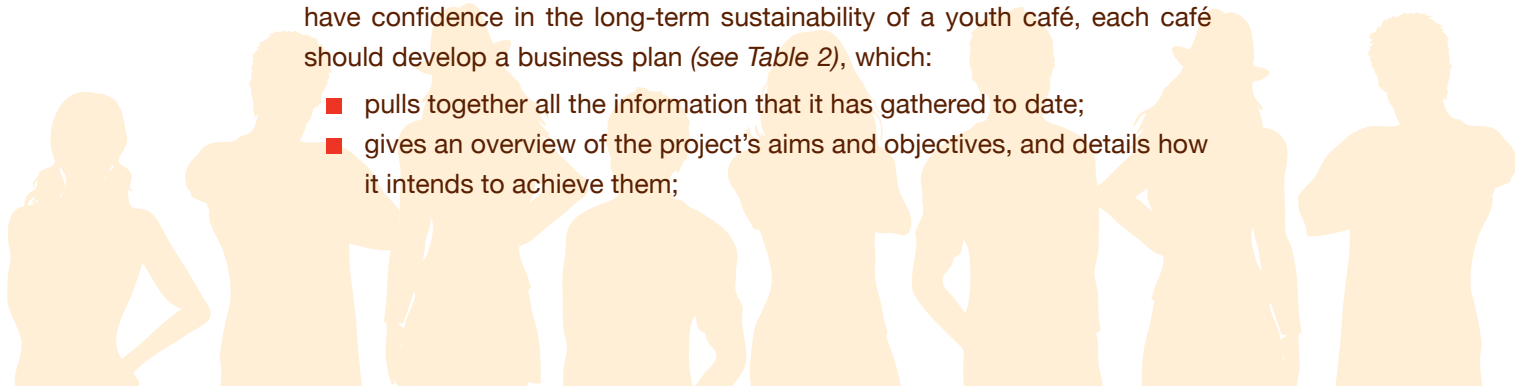 have confidence in the long-term sustainability of a youth café, each café
should develop a business plan (see Table 2), which:
■ pulls together all the information that it has gathered to date;
■ gives an overview of the project’s aims and objectives, and details how
it intends to achieve them;